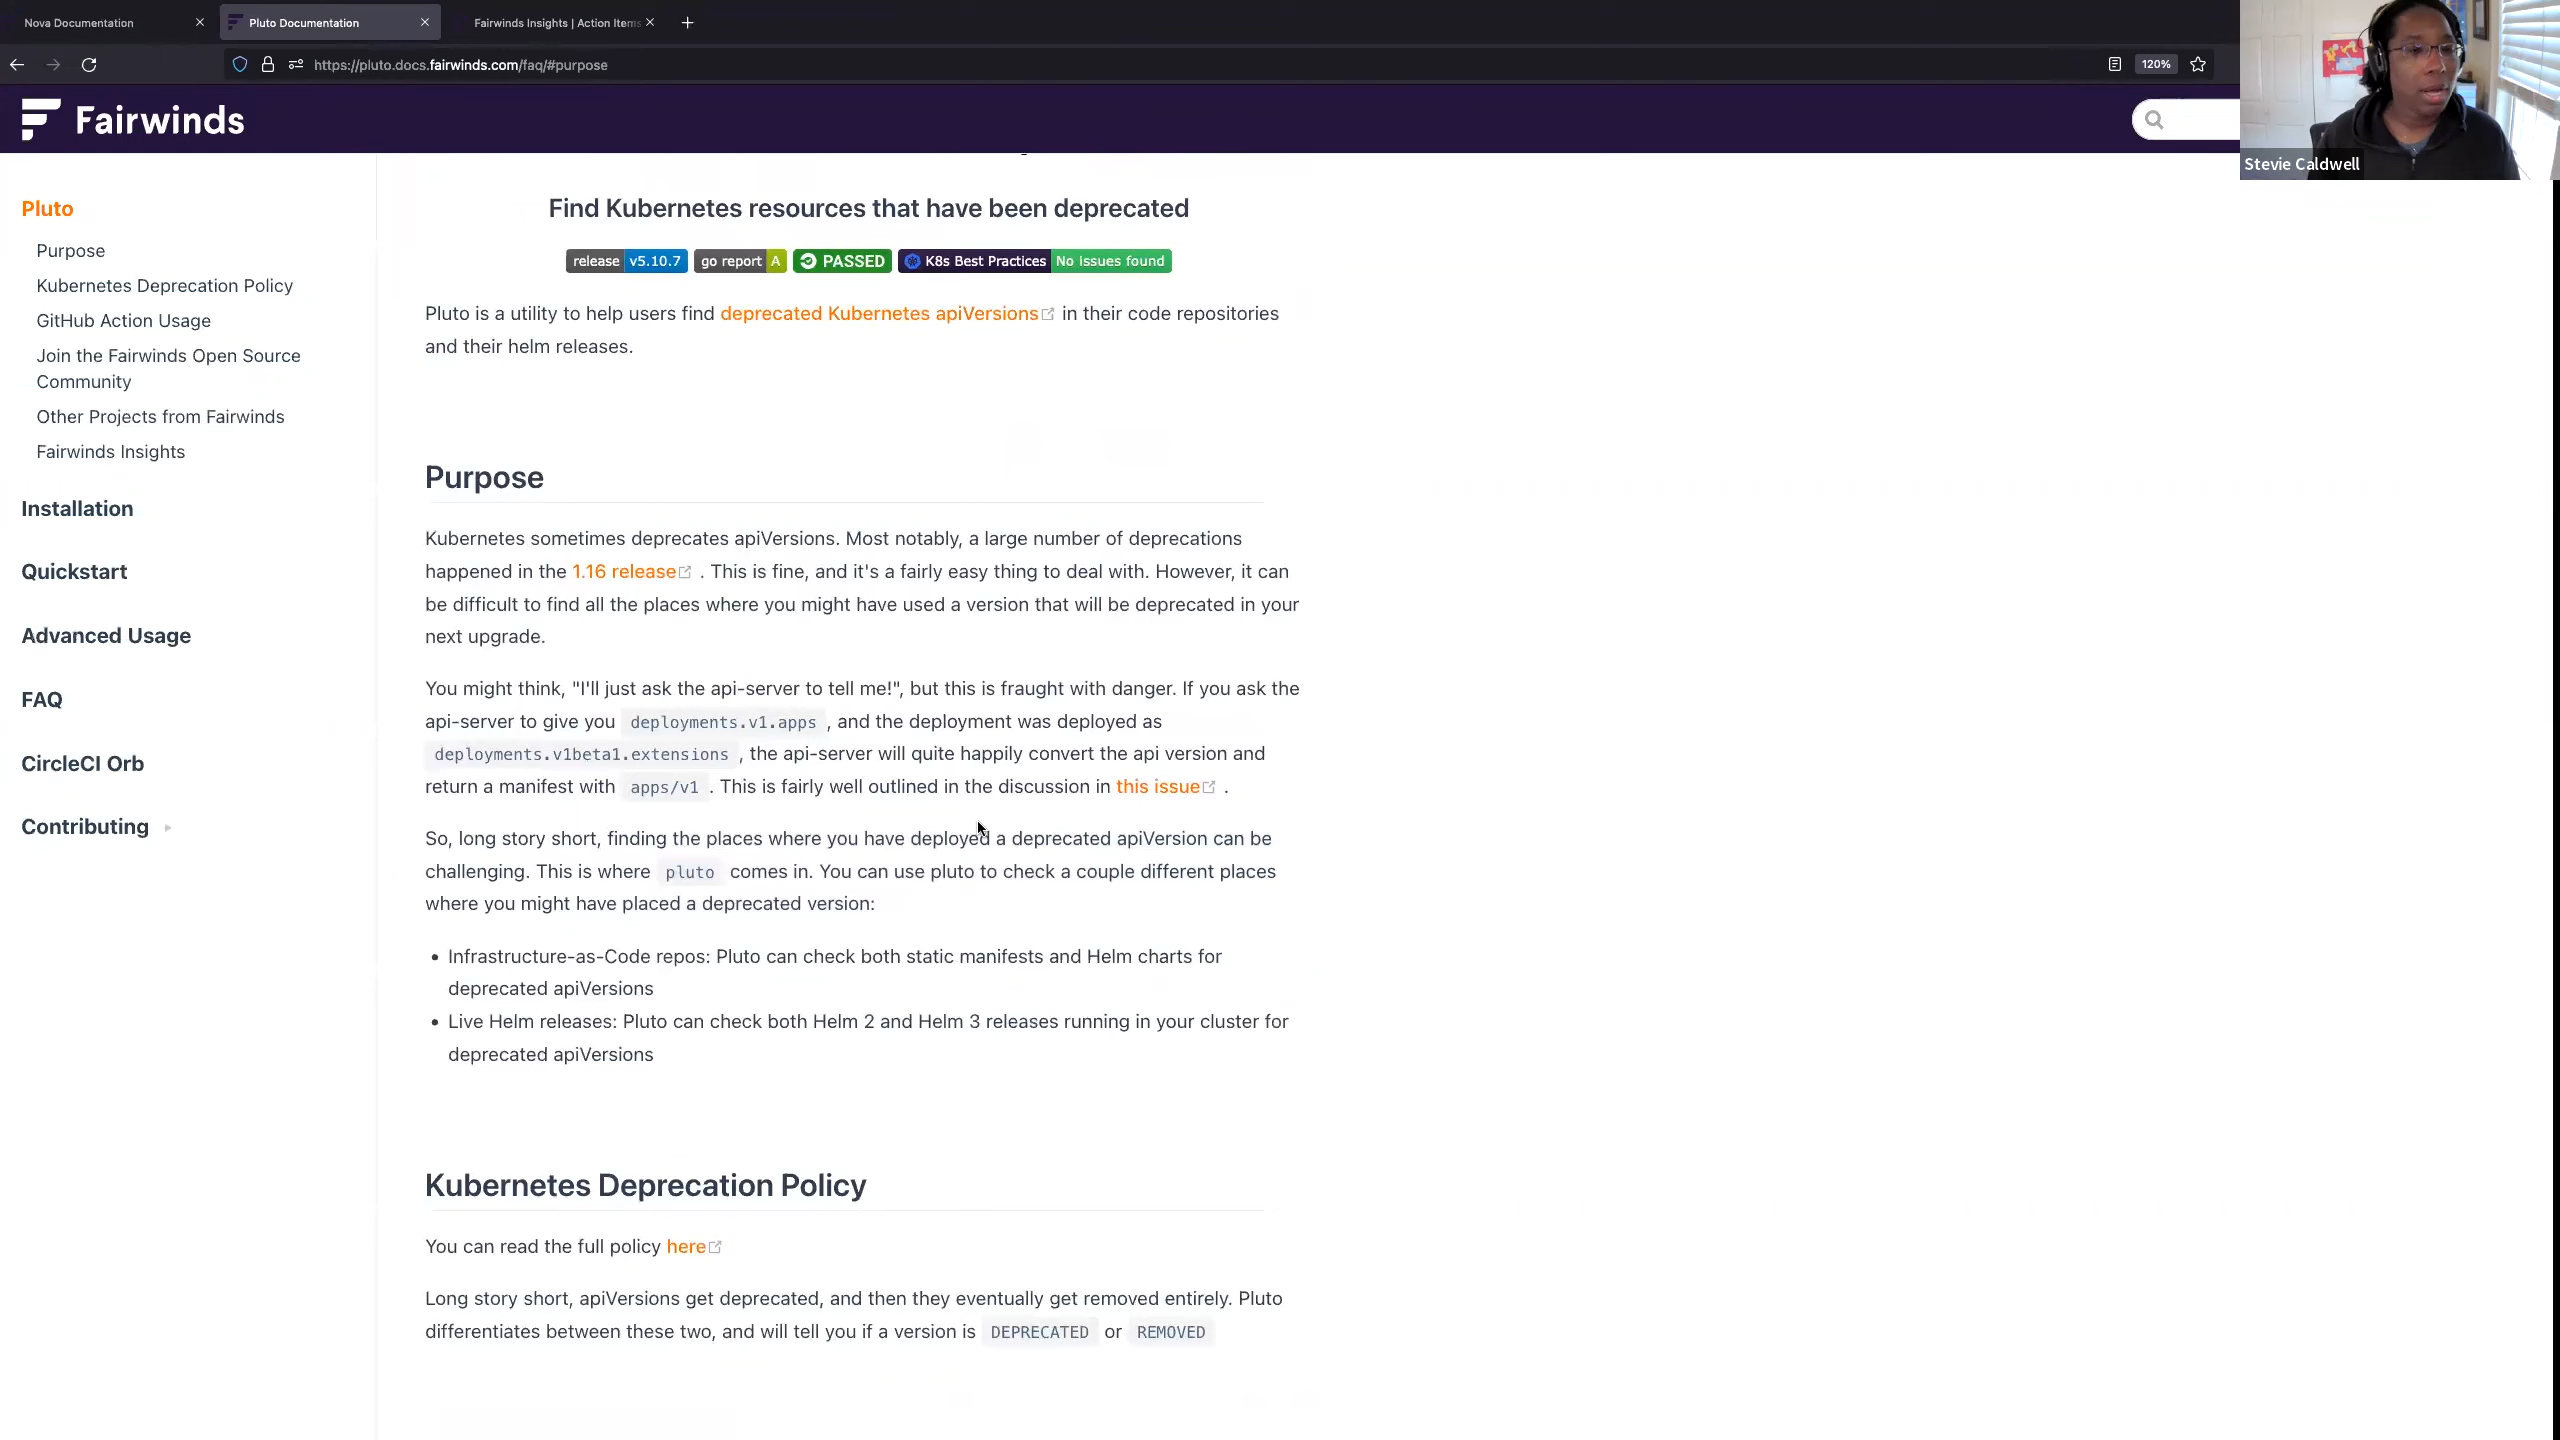 Nova Documentation
Pluto Documentation
Fairwinds Insights | Action Items
https://pluto.docs.fairwinds.com/faq/#purpose
120%
Fairwinds
Stevie Caldwell
Pluto
Purpose
Kubernetes Deprecation Policy
GitHub Action Usage
Join the Fairwinds Open Source
Community
Other Projects from Fairwinds
Fairwinds Insights
Installation
Quickstart
Advanced Usage
FAQ
CircleCI Orb
Contributing
Find Kubernetes resources that have been deprecated
release v5.10.7 go report A PASSED K8s Best Practices No issues found
Pluto is a utility to help users find deprecated Kubernetes apiVersions in their code repositories
and their helm releases.
Purpose
Kubernetes sometimes deprecates apiVersions. Most notably, a large number of deprecations
happened in the 1.16 release . This is fine, and it's a fairly easy thing to deal with. However, it can
be difficult to find all the places where you might have used a version that will be deprecated in your
next upgrade.
You might think, "I'll just ask the api-server to tell me!", but this is fraught with danger. If you ask the
api-server to give you deployments.v1.apps , and the deployment was deployed as
deployments.v1beta1.extensions , the api-server will quite happily convert the api version and
return a manifest with apps/v1 . This is fairly well outlined in the discussion in this issue .
So, long story short, finding the places where you have deployed a deprecated apiVersion can be
challenging. This is where pluto comes in. You can use pluto to check a couple different places
where you might have placed a deprecated version:
• Infrastructure-as-Code repos: Pluto can check both static manifests and Helm charts for
deprecated apiVersions
• Live Helm releases: Pluto can check both Helm 2 and Helm 3 releases running in your cluster for
deprecated apiVersions
Kubernetes Deprecation Policy
You can read the full policy here
Long story short, apiVersions get deprecated, and then they eventually get removed entirely. Pluto
differentiates between these two, and will tell you if a version is DEPRECATED or REMOVED